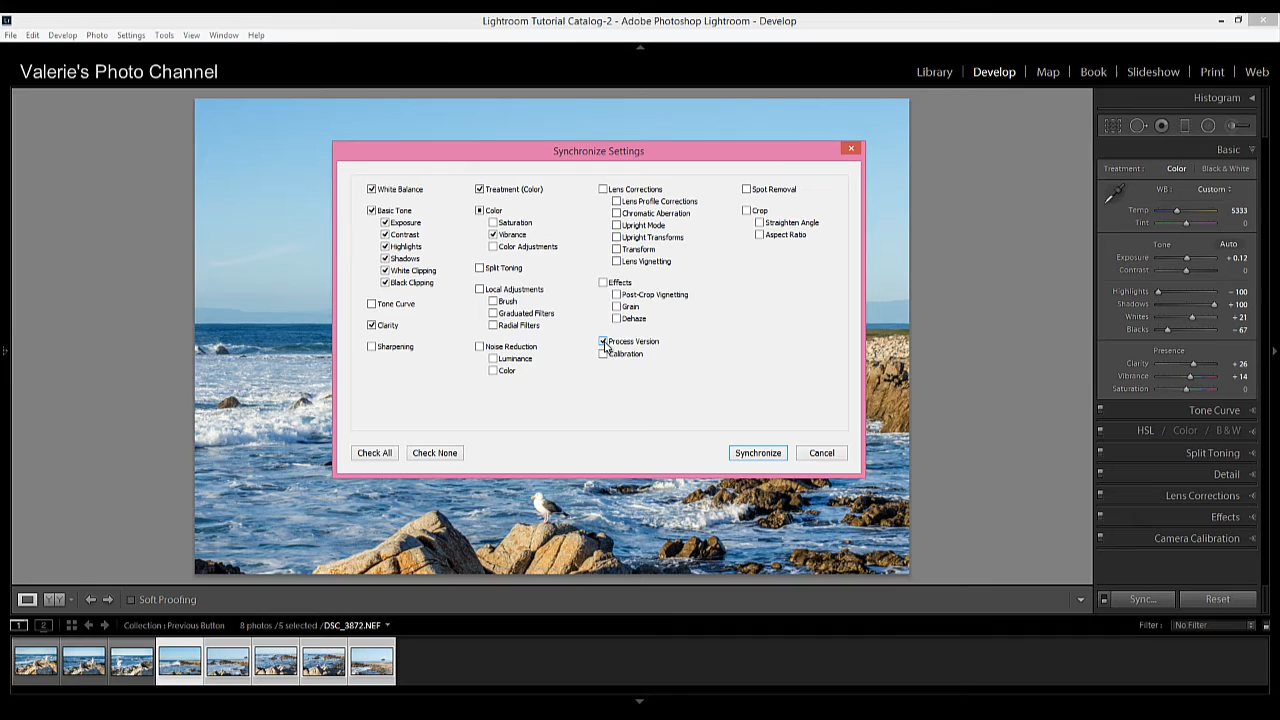 Lr Lightroom Tutorial Catalog-2 - Adobe Photoshop Lightroom - Develop
File Edit Develop Photo Settings Tools View Window Help
Valerie's Photo Channel
Library | Develop | Map | Book | Slideshow | Print | Web
Histogram
Basic
Treatment : Color | Black & White
WB : Custom
Temp 5333
Tint 0
Tone Auto
Exposure + 0.12
Contrast 0
Highlights - 100
Shadows + 100
Whites + 21
Blacks - 67
Presence
Clarity + 26
Vibrance + 14
Saturation 0
Tone Curve
HSL / Color / B & W
Split Toning
Detail
Lens Corrections
Effects
Camera Calibration
Sync... Reset
Synchronize Settings
White Balance
Basic Tone
Exposure
Contrast
Highlights
Shadows
White Clipping
Black Clipping
Tone Curve
Clarity
Sharpening
Treatment (Color)
Color
Saturation
Vibrance
Color Adjustments
Split Toning
Local Adjustments
Brush
Graduated Filters
Radial Filters
Noise Reduction
Luminance
Color
Lens Corrections
Lens Profile Corrections
Chromatic Aberration
Upright Mode
Upright Transforms
Transform
Lens Vignetting
Effects
Post-Crop Vignetting
Grain
Dehaze
Process Version
Calibration
Spot Removal
Crop
Straighten Angle
Aspect Ratio
Check All Check None Synchronize Cancel
Y Y Soft Proofing
1 2 Collection : Previous Button 8 photos / 5 selected / DSC_3872.NEF Filter : No Filter